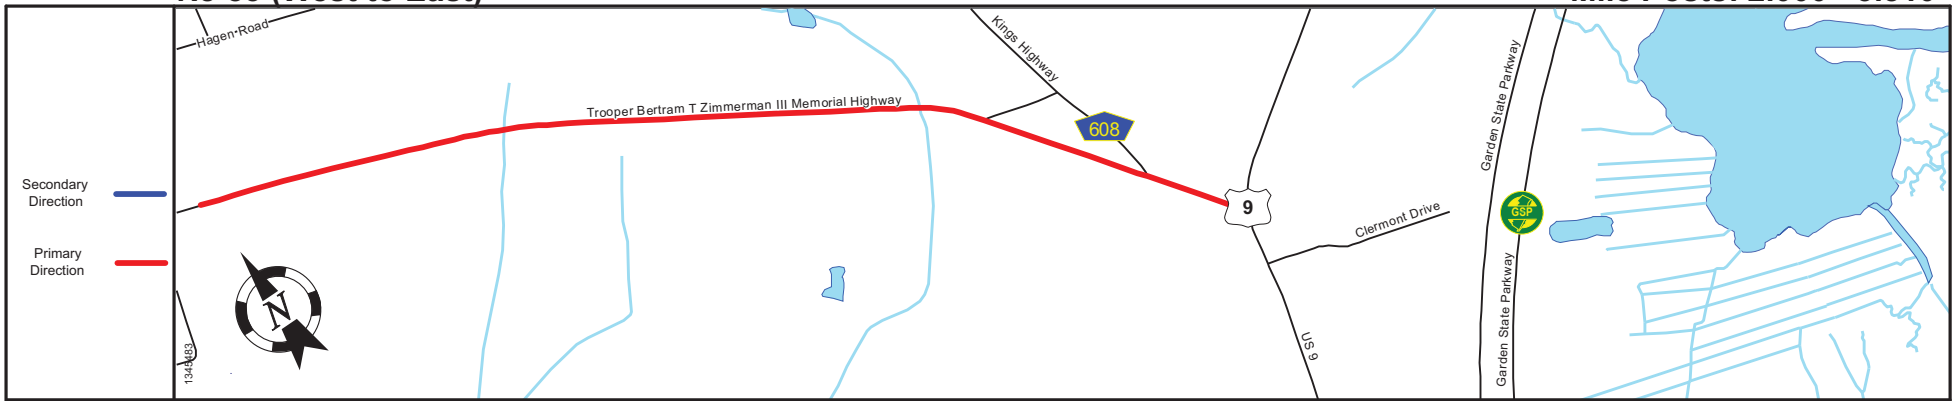 Hagen Road
Kings Highway
Trooper Bertram T Zimmerman III Memorial Highway
608
Garden State Parkway
Secondary
Direction
9
GSP
Clermont Drive
Primary
Direction
N
Garden State Parkway
US 9
1345483